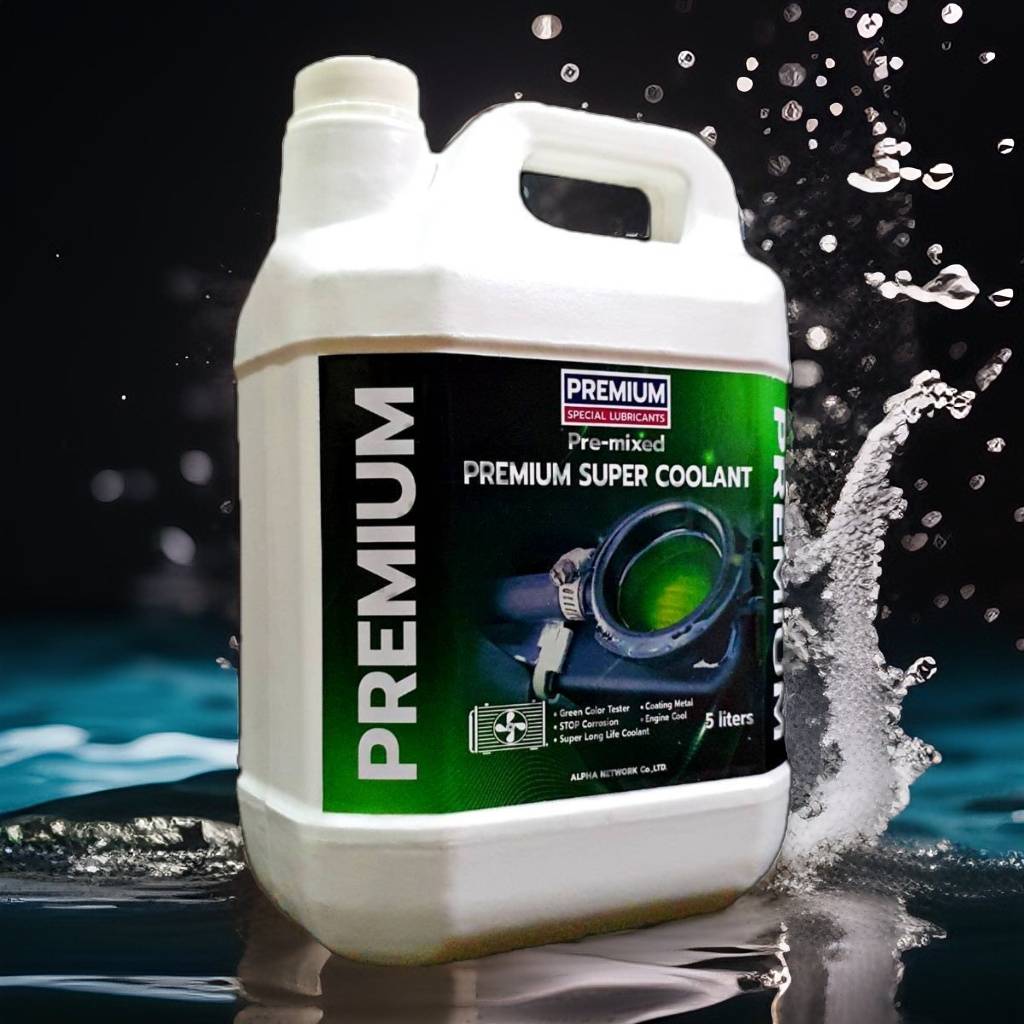 PREMIUM
PREMIUM
SPECIAL LUBRICANTS
Pre-mixed
PREMIUM SUPER COOLANT
• Green Color Tester
• STOP Corrosion
• Super Long Life Coolant
• Coating Metal
• Engine Cool
5 liters
ALPHA NETWORK Co.,LTD.
PREMIUM